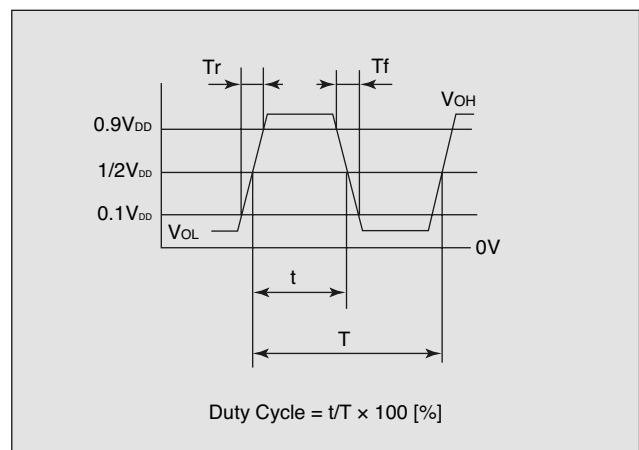 Tr
Tf
VOH
0.9VDD
1/2VDD
0.1VDD
VOL
0V
t
T
Duty Cycle = t/T × 100 [%]